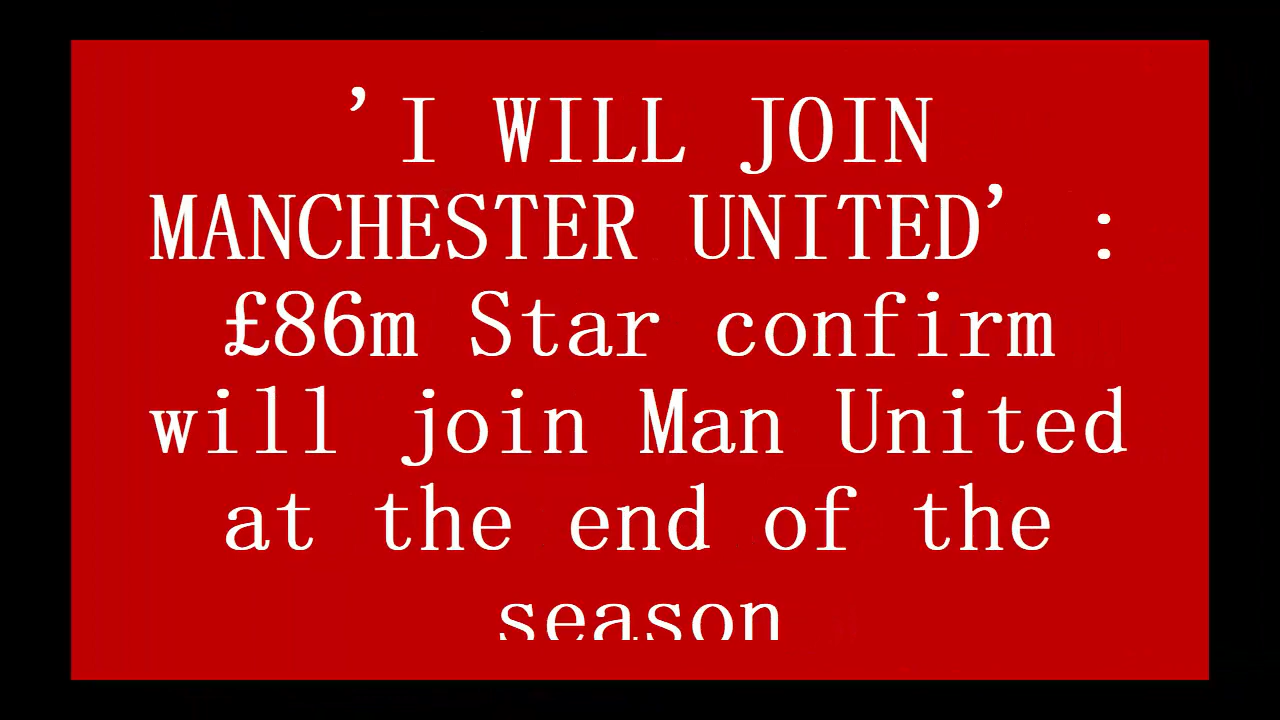 ’I WILL JOIN
MANCHESTER UNITED’ :
£86m Star confirm
will join Man United
at the end of the
season